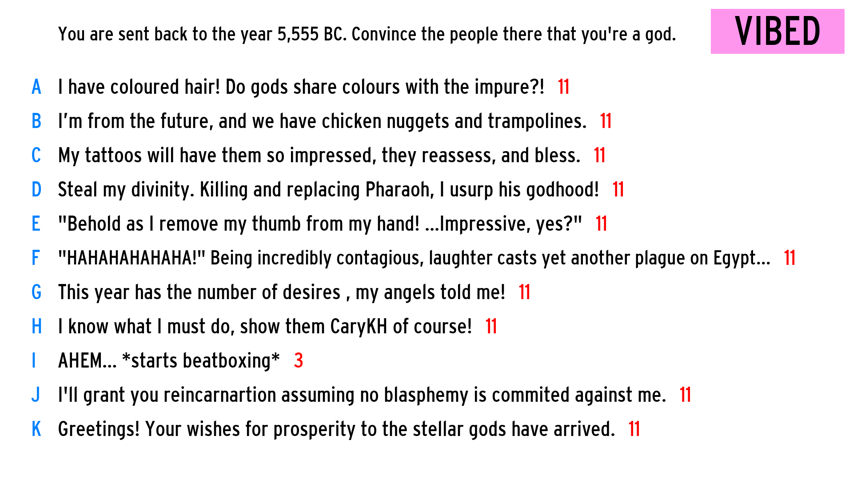 You are sent back to the year 5,555 BC. Convince the people there that you're a god.
VIBED
A I have coloured hair! Do gods share colours with the impure?! 11
B I’m from the future, and we have chicken nuggets and trampolines. 11
C My tattoos will have them so impressed, they reassess, and bless. 11
D Steal my divinity. Killing and replacing Pharaoh, I usurp his godhood! 11
E "Behold as I remove my thumb from my hand! ...Impressive, yes?" 11
F "HAHAHAHAHAHA!" Being incredibly contagious, laughter casts yet another plague on Egypt... 11
G This year has the number of desires , my angels told me! 11
H I know what I must do, show them CaryKH of course! 11
I AHEM... *starts beatboxing* 3
J I'll grant you reincarnartion assuming no blasphemy is commited against me. 11
K Greetings! Your wishes for prosperity to the stellar gods have arrived. 11